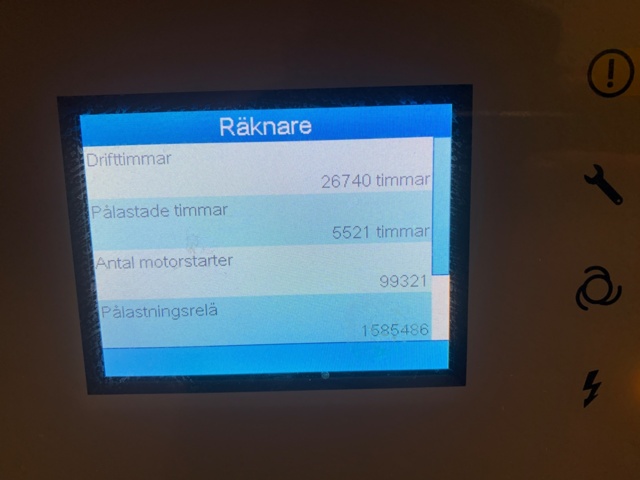 Räknare
Drifttimmar
26740 timmar
Pålastade timmar
5521 timmar
Antal motorstarter
99321
Pålastningsrelä
1585486